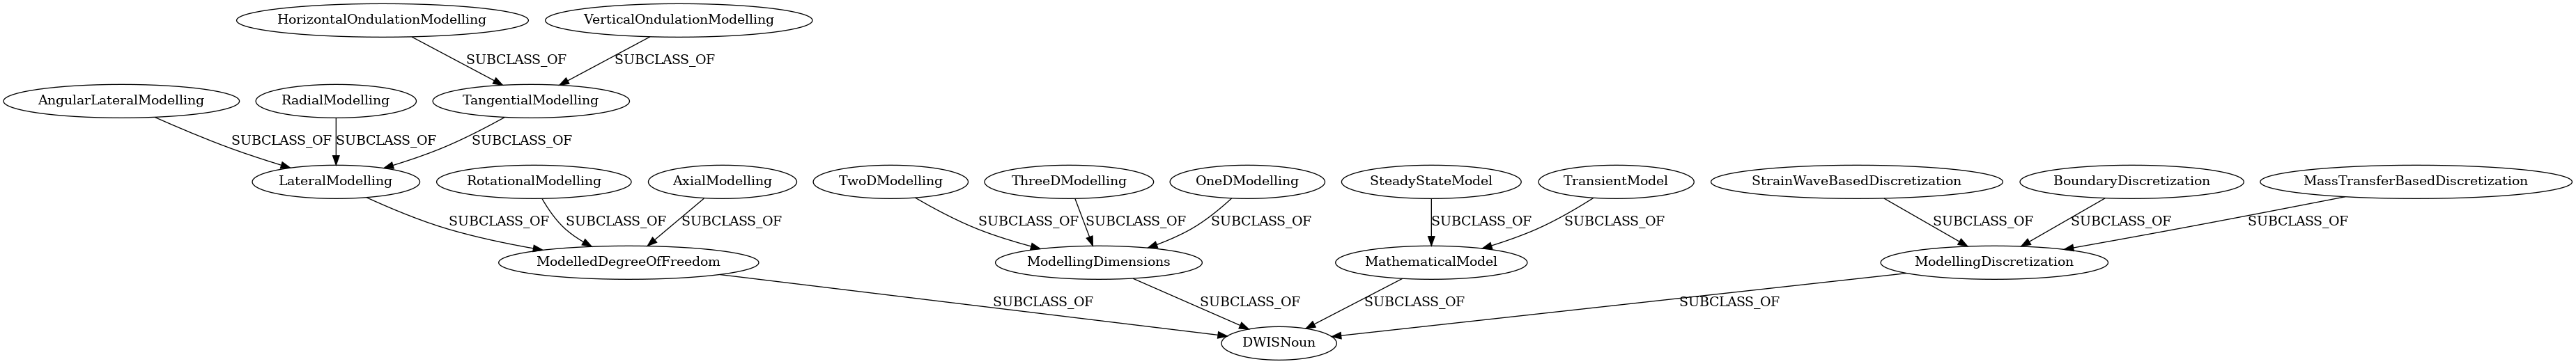 HorizontalOndulationModelling
VerticalOndulationModelling
SUBCLASS_OF
SUBCLASS_OF
AngularLateralModelling
RadialModelling
TangentialModelling
SUBCLASS_OF
SUBCLASS_OF
SUBCLASS_OF
LateralModelling
RotationalModelling
AxialModelling
TwoDModelling
ThreeDModelling
OneDModelling
SteadyStateModel
TransientModel
StrainWaveBasedDiscretization
BoundaryDiscretization
MassTransferBasedDiscretization
SUBCLASS_OF
SUBCLASS_OF
SUBCLASS_OF
SUBCLASS_OF
SUBCLASS_OF
SUBCLASS_OF
SUBCLASS_OF
SUBCLASS_OF
SUBCLASS_OF
SUBCLASS_OF
SUBCLASS_OF
ModelledDegreeOfFreedom
ModellingDimensions
MathematicalModel
ModellingDiscretization
SUBCLASS_OF
SUBCLASS_OF
SUBCLASS_OF
SUBCLASS_OF
DWISNoun